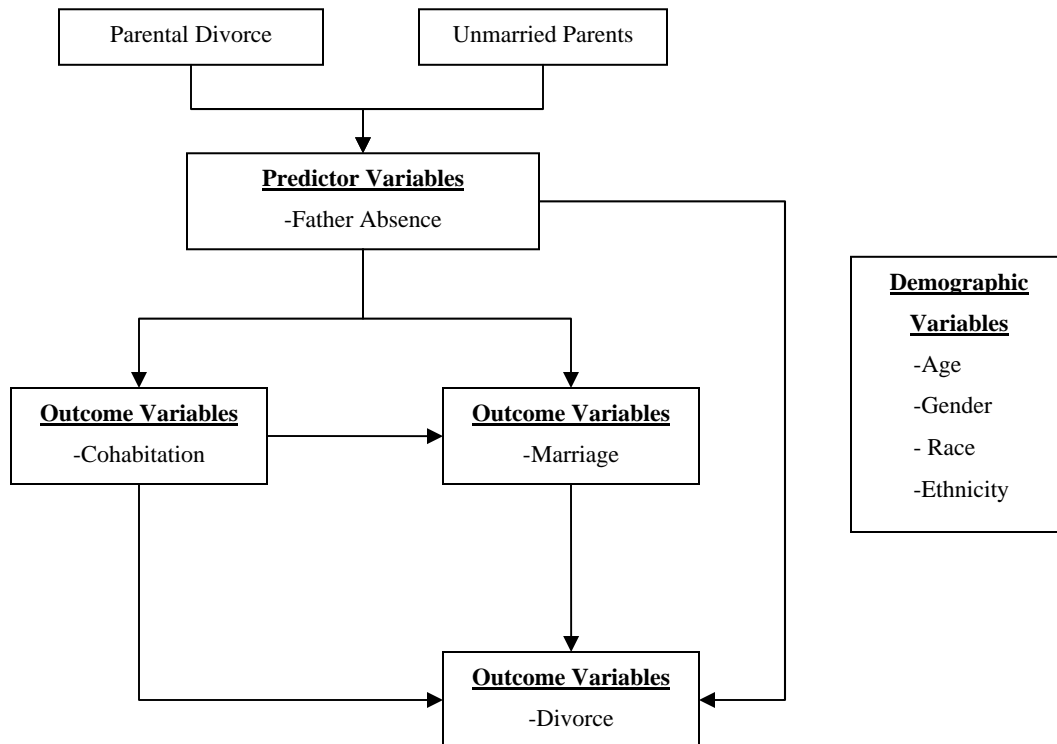 Parental Divorce
Unmarried Parents
Predictor Variables
-Father Absence
Demographic
Variables
-Age
-Gender
- Race
-Ethnicity
Outcome Variables
-Cohabitation
Outcome Variables
-Marriage
Outcome Variables
-Divorce